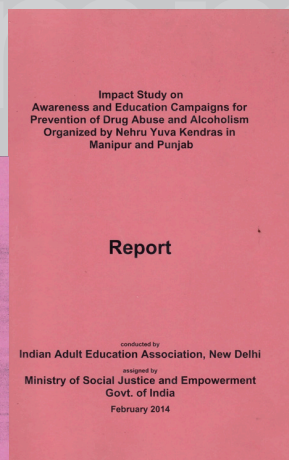 Impact Study on
Awareness and Education Campaigns for
Prevention of Drug Abuse and Alcoholism
Organized by Nehru Yuva Kendras in
Manipur and Punjab
Report
conducted by
Indian Adult Education Association, New Delhi
assigned by
Ministry of Social Justice and Empowerment
Govt. of India
February 2014